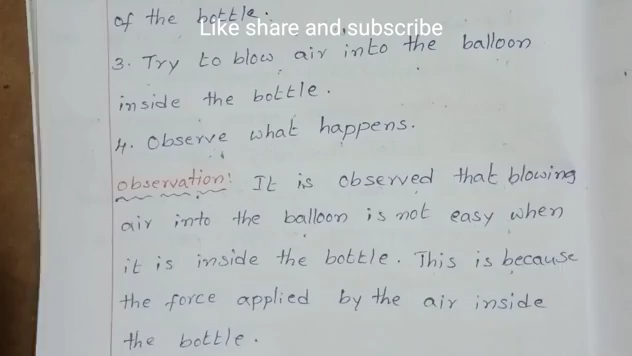 of the bottle.
Like share and subscribe
3. Try to blow air into the balloon
inside the bottle.
4. Observe what happens.
Observation: It is observed that blowing
air into the balloon is not easy when
it is inside the bottle. This is because
the force applied by the air inside
the bottle.